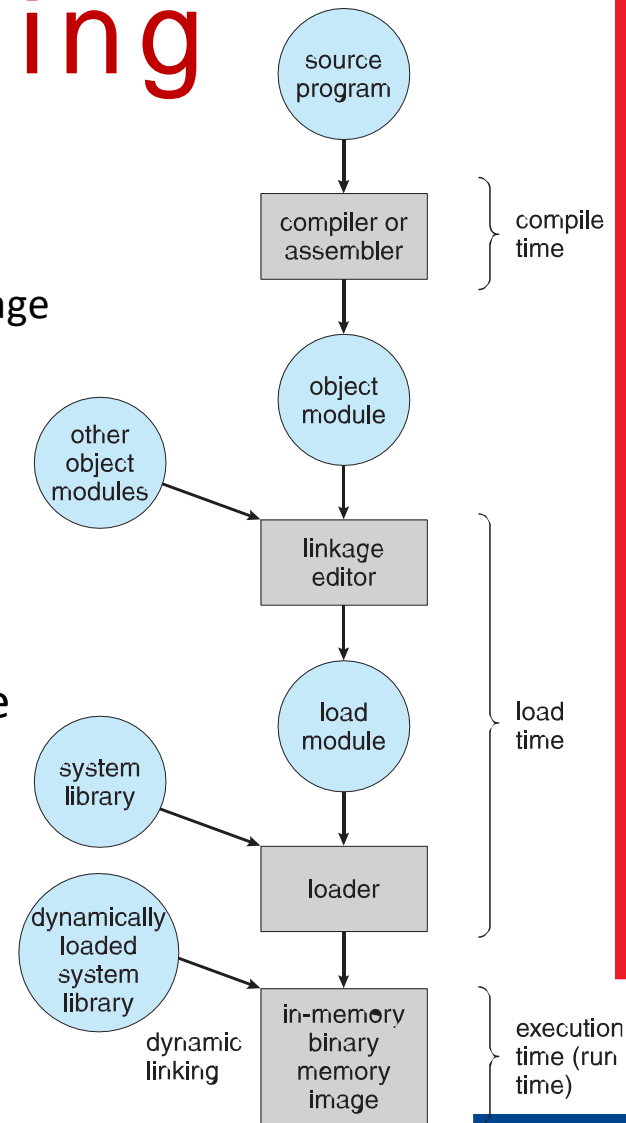 ing
source
program
compiler or
assembler
compile
time
object
module
other
object
modules
linkage
editor
load
module
load
time
system
library
loader
dynamically
loaded
system
library
dynamic
linking
in-memory
binary
memory
image
execution
time (run
time)